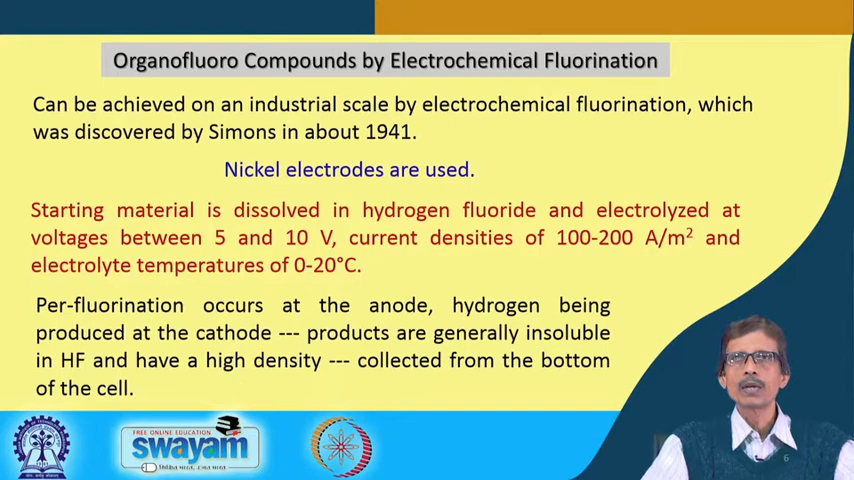 Organofluoro Compounds by Electrochemical Fluorination
Can be achieved on an industrial scale by electrochemical fluorination, which
was discovered by Simons in about 1941.
Nickel electrodes are used.
Starting material is dissolved in hydrogen fluoride and electrolyzed at
voltages between 5 and 10 V, current densities of 100-200 A/m² and
electrolyte temperatures of 0-20°C.
Per-fluorination occurs at the anode, hydrogen being
produced at the cathode --- products are generally insoluble
in HF and have a high density --- collected from the bottom
of the cell.
FREE ONLINE EDUCATION
swayam
6